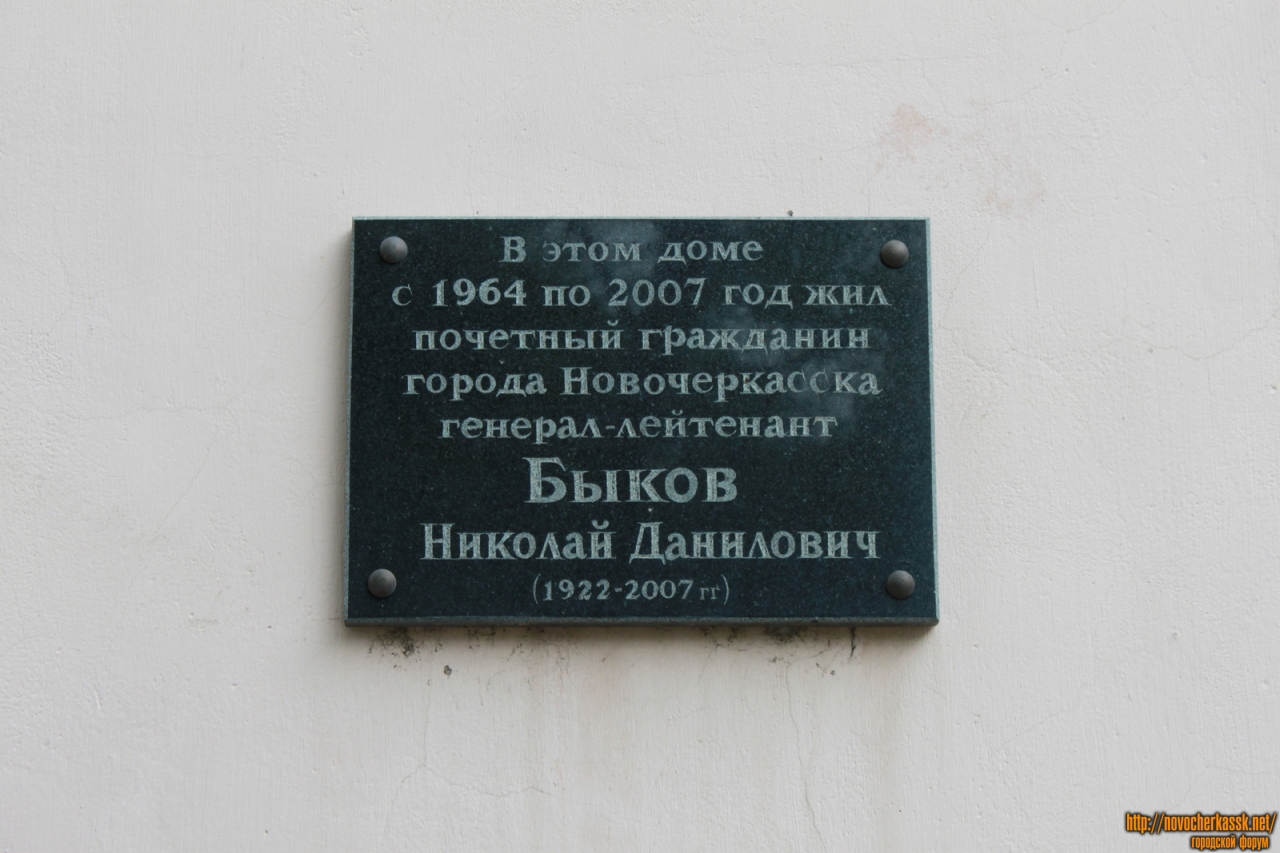 В этом доме
с 1964 по 2007 год жил
почетный гражданин
города Новочеркасска
генерал-лейтенант
Быков
Николай Данилович
(1922-2007 гг)
http://novocherkassk.net/
городской форум